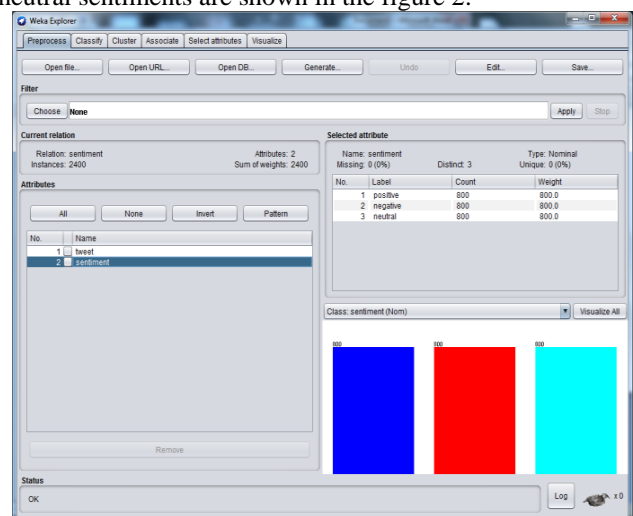 neutral sentiments are shown in the figure 2.
Weka Explorer
Preprocess Classify Cluster Associate Select attributes Visualize
Open file... Open URL... Open DB... Generate... Undo Edit... Save...
Filter
Choose None Apply Stop
Current relation
Relation: sentiment Attributes: 2
Instances: 2400 Sum of weights: 2400
Attributes
All None Invert Pattern
No. Name
1 tweet
2 sentiment
Remove
Selected attribute
Name: sentiment Type: Nominal
Missing: 0 (0%) Distinct: 3 Unique: 0 (0%)
No. Label Count Weight
1 positive 800 800.0
2 negative 800 800.0
3 neutral 800 800.0
Class: sentiment (Nom) Visualize All
800 800 800
Status
OK Log x 0